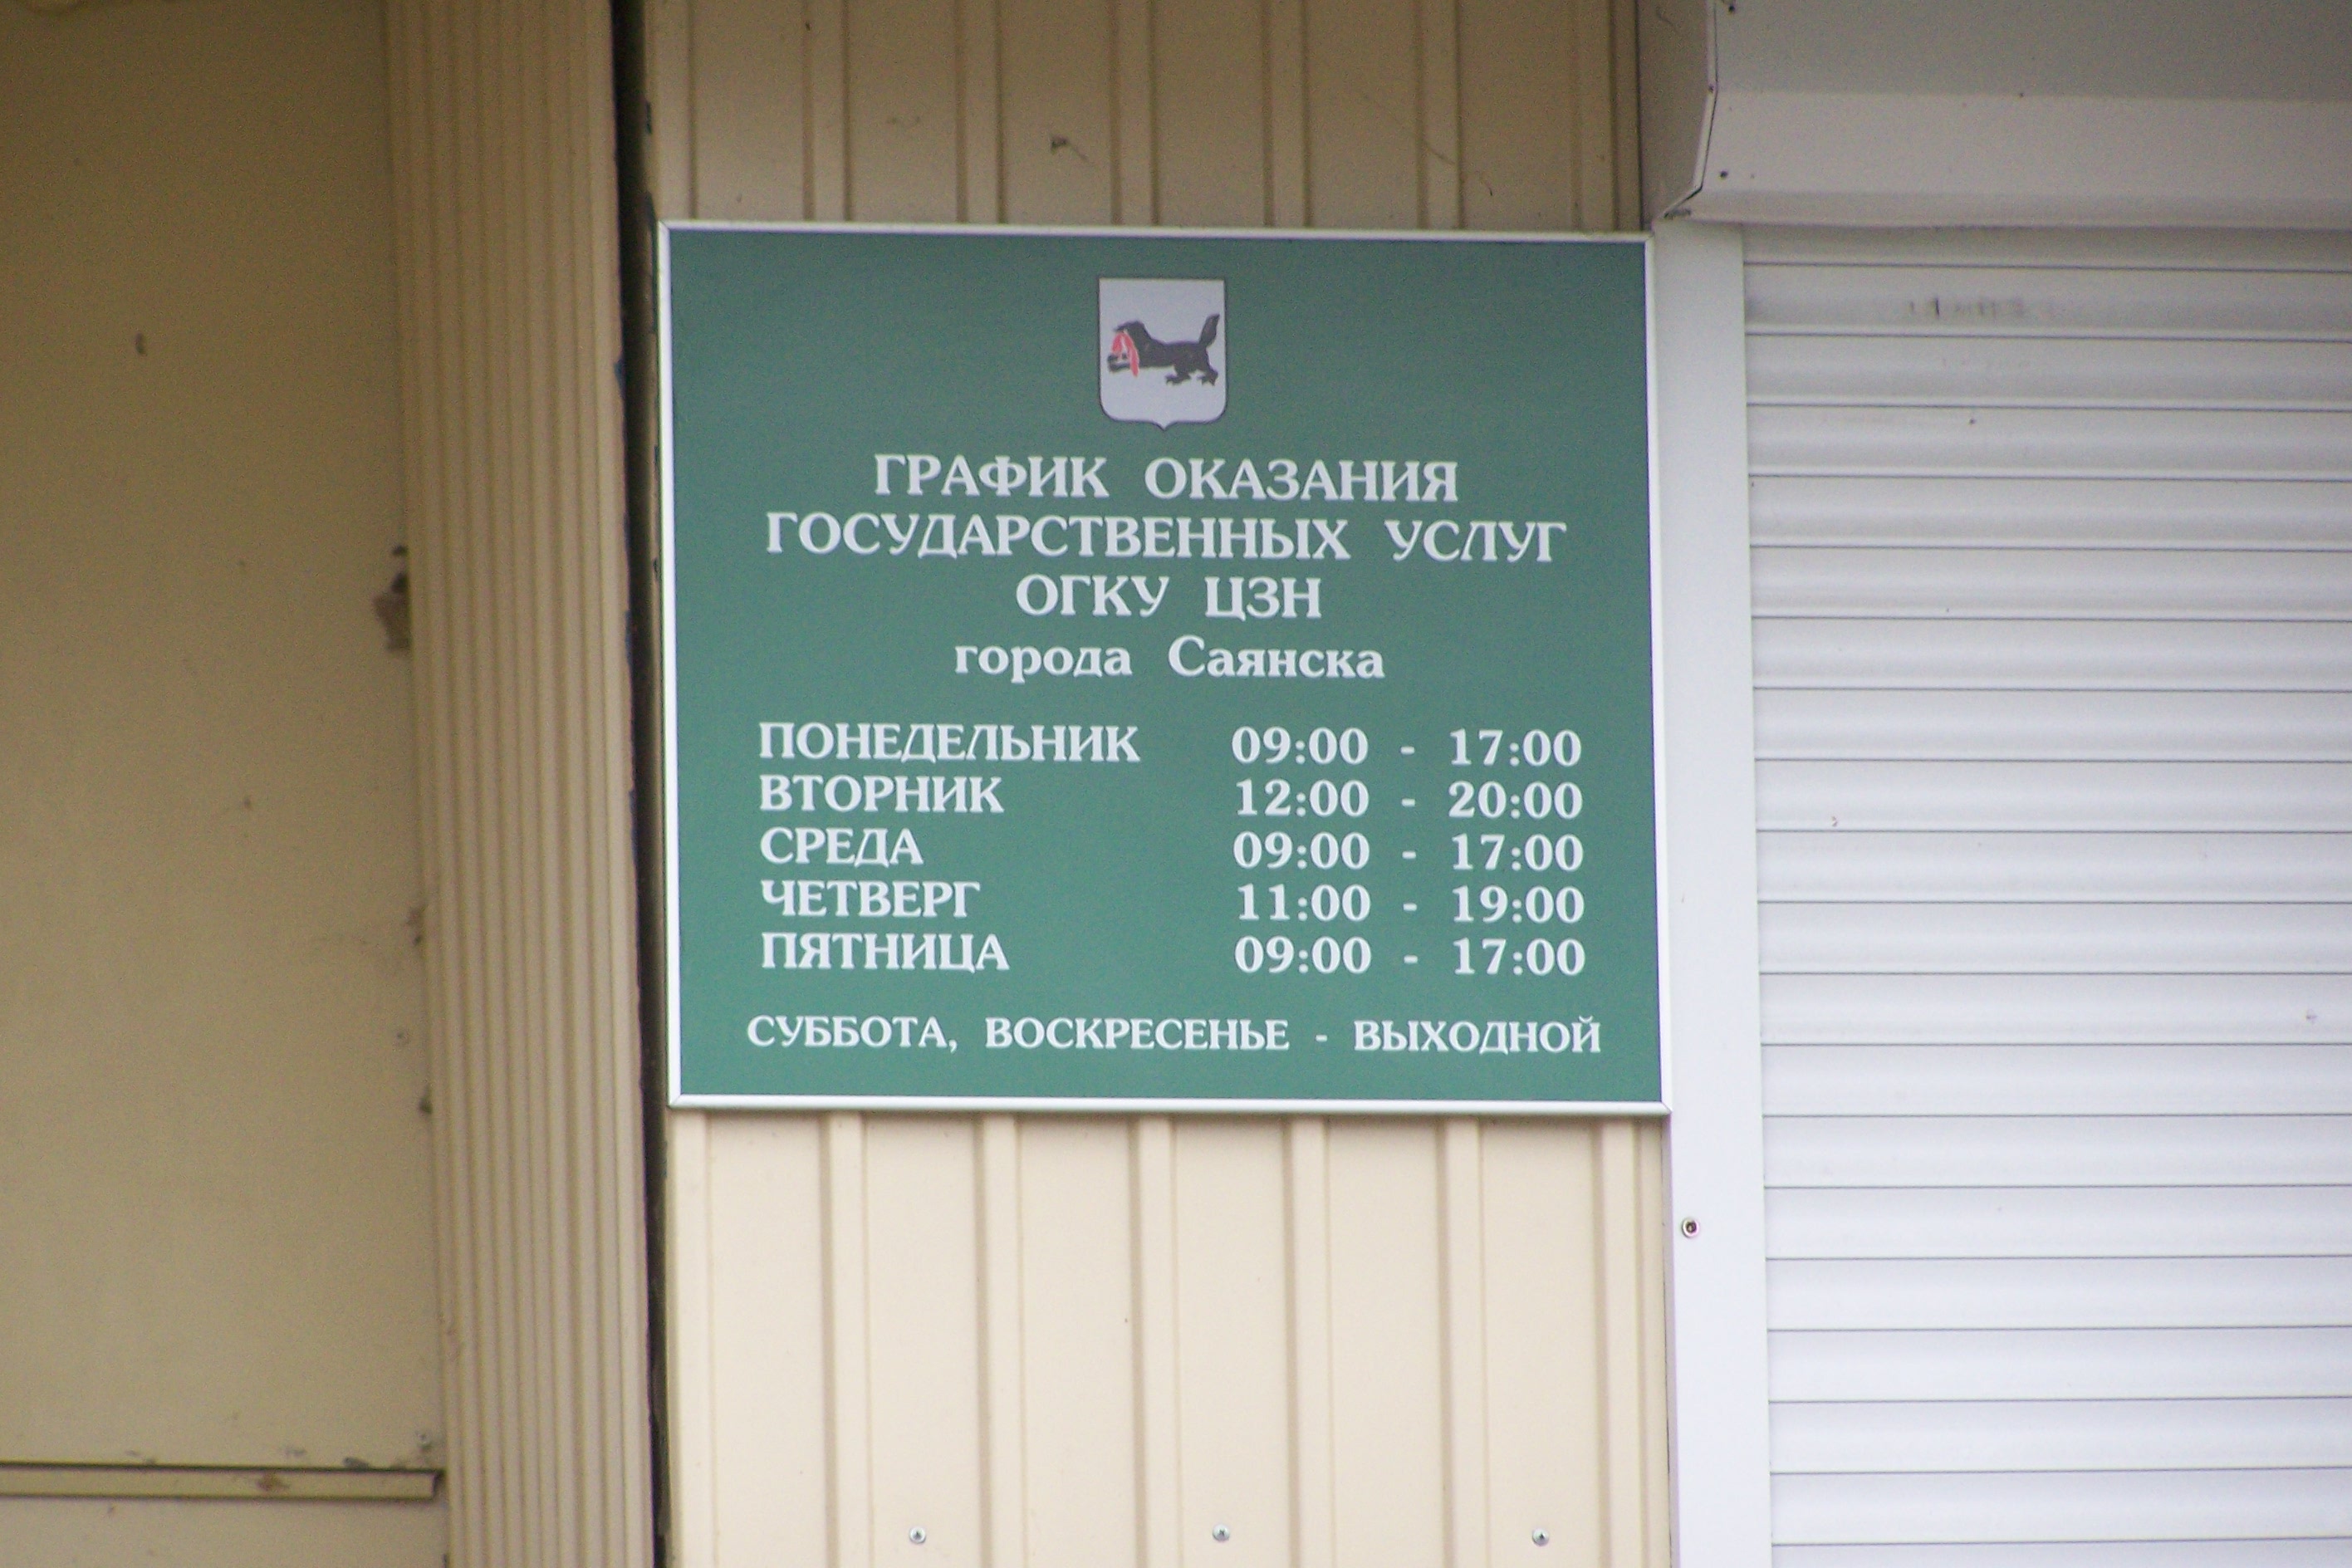 ГРАФИК ОКАЗАНИЯ
ГОСУДАРСТВЕННЫХ УСЛУГ
ОГКУ ЦЗН
города Саянска
ПОНЕДЕЛЬНИК 09:00 - 17:00
ВТОРНИК 12:00 - 20:00
СРЕДА 09:00 - 17:00
ЧЕТВЕРГ 11:00 - 19:00
ПЯТНИЦА 09:00 - 17:00
СУББОТА, ВОСКРЕСЕНЬЕ - ВЫХОДНОЙ